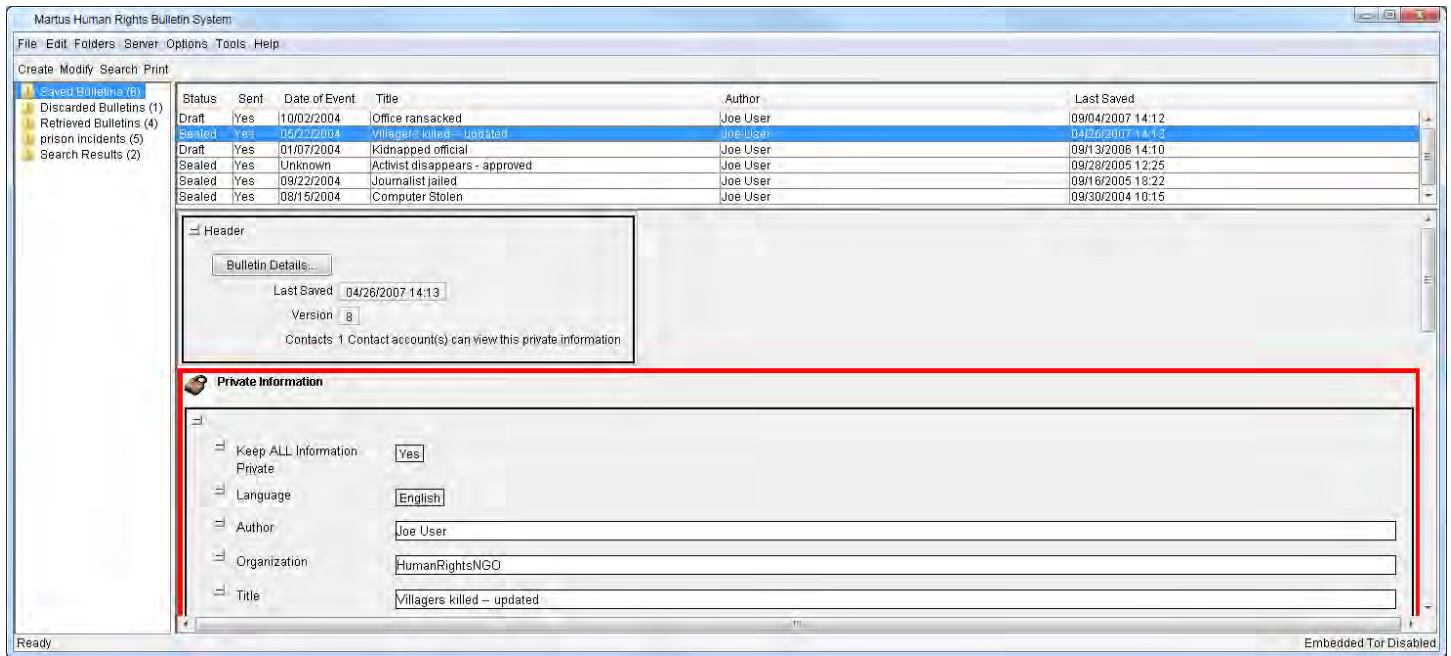 Martus Human Rights Bulletin System
File Edit Folders Server Options Tools Help
Create Modify Search Print
Saved Bulletins (6)
Discarded Bulletins (1)
Retrieved Bulletins (4)
prison incidents (5)
Search Results (2)
Status Sent Date of Event Title Author Last Saved
Draft Yes 10/02/2004 Office ransacked Joe User 09/04/2007 14:12
Sealed Yes 05/22/2004 Villagers killed – updated Joe User 04/26/2007 14:13
Draft Yes 01/07/2004 Kidnapped official Joe User 09/13/2006 14:10
Sealed Yes Unknown Activist disappears - approved Joe User 09/28/2005 12:25
Sealed Yes 09/22/2004 Journalist jailed Joe User 09/16/2005 18:22
Sealed Yes 08/15/2004 Computer Stolen Joe User 09/30/2004 10:15
Header
Bulletin Details...
Last Saved 04/26/2007 14:13
Version 8
Contacts 1 Contact account(s) can view this private information
Private Information
Keep ALL Information Yes
Private
Language English
Author Joe User
Organization HumanRightsNGO
Title Villagers killed – updated
Ready Embedded Tor Disabled